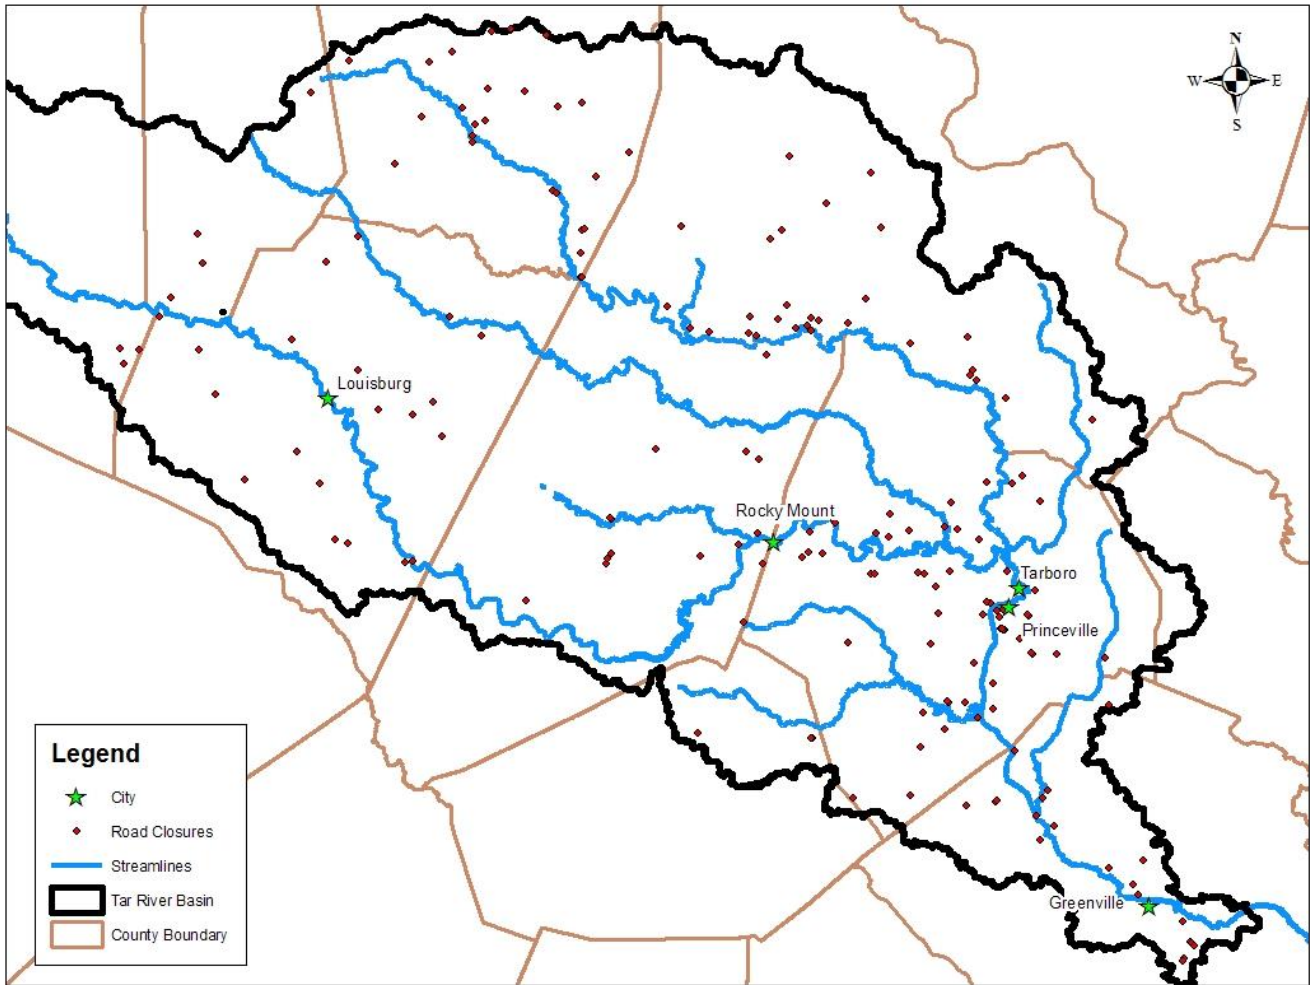 N
W E
S
Louisburg
Rocky Mount
Tarboro
Princeville
Greenville
Legend
City
Road Closures
Streamlines
Tar River Basin
County Boundary